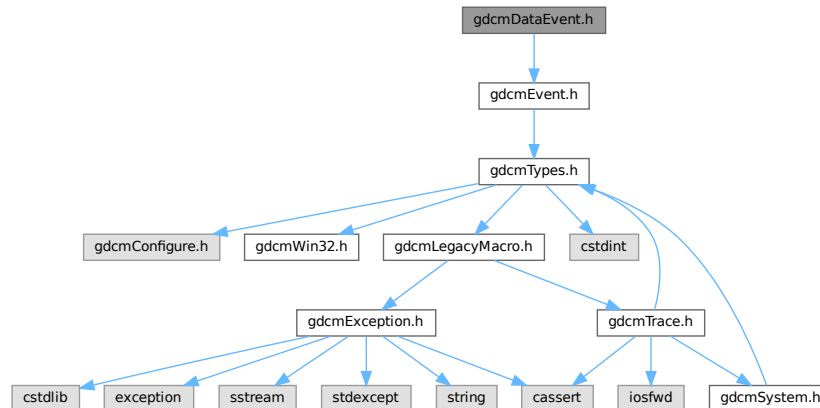 gdcmDataEvent.h
gdcmEvent.h
gdcmTypes.h
gdcmConfigure.h
gdcmWin32.h
gdcmLegacyMacro.h
cstdint
gdcmException.h
gdcmTrace.h
cstdlib
exception
sstream
stdexcept
string
cassert
iosfwd
gdcmSystem.h